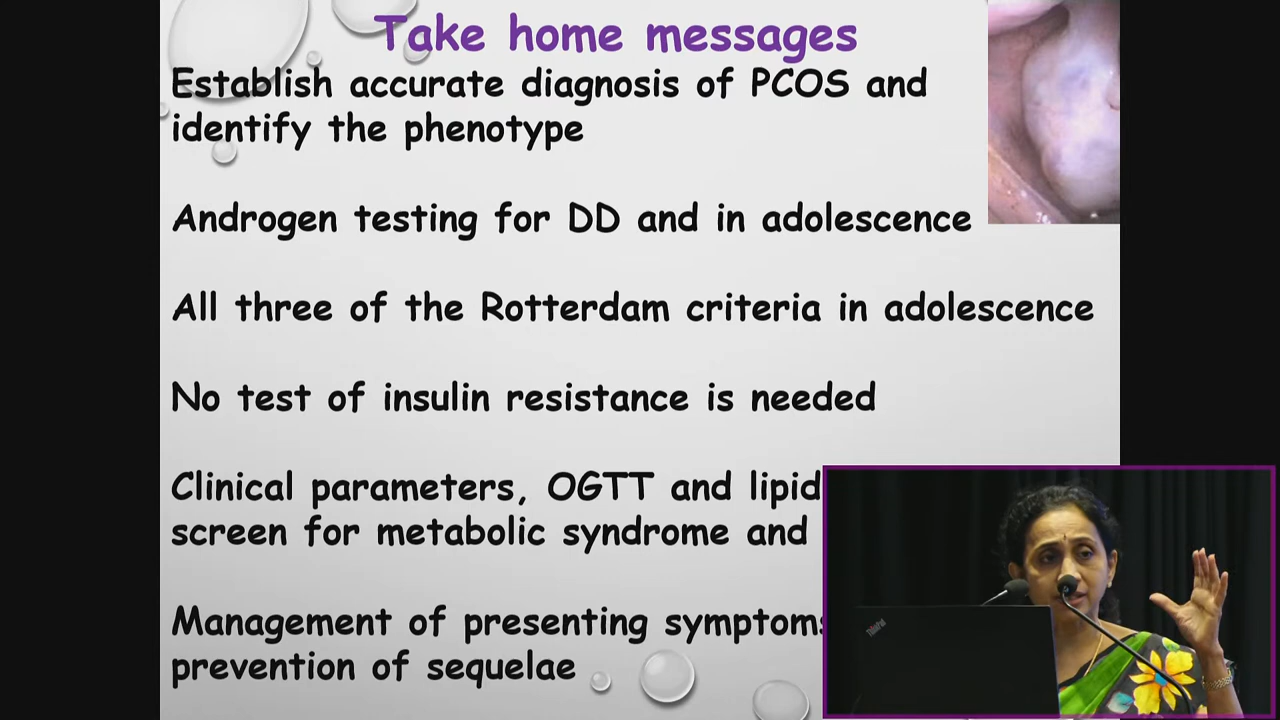 Take home messages
Establish accurate diagnosis of PCOS and
identify the phenotype
Androgen testing for DD and in adolescence
All three of the Rotterdam criteria in adolescence
No test of insulin resistance is needed
Clinical parameters, OGTT and lipid
screen for metabolic syndrome and
Management of presenting symptoms
prevention of sequelae
ThinkPad